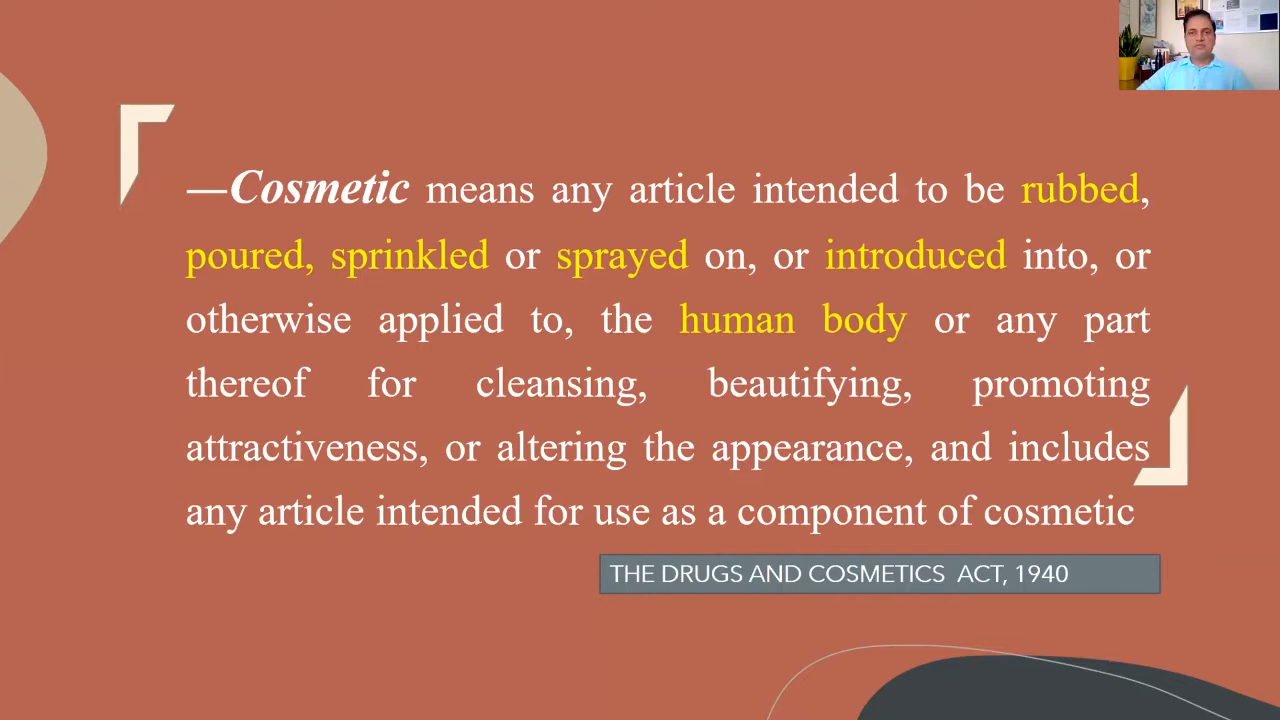 —Cosmetic means any article intended to be rubbed,
poured, sprinkled or sprayed on, or introduced into, or
otherwise applied to, the human body or any part
thereof for cleansing, beautifying, promoting
attractiveness, or altering the appearance, and includes
any article intended for use as a component of cosmetic
THE DRUGS AND COSMETICS ACT, 1940